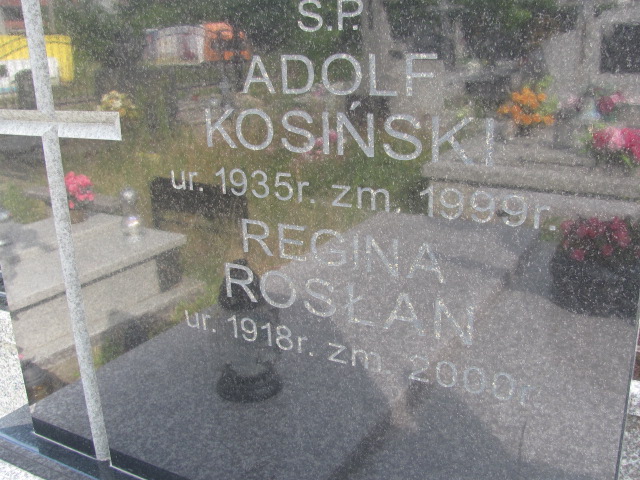 Ś.P.
ADOLF
KOSIŃSKI
ur. 1935r. zm. 1999r.
REGINA
ROSŁAN
ur. 1918r. zm. 2000r.